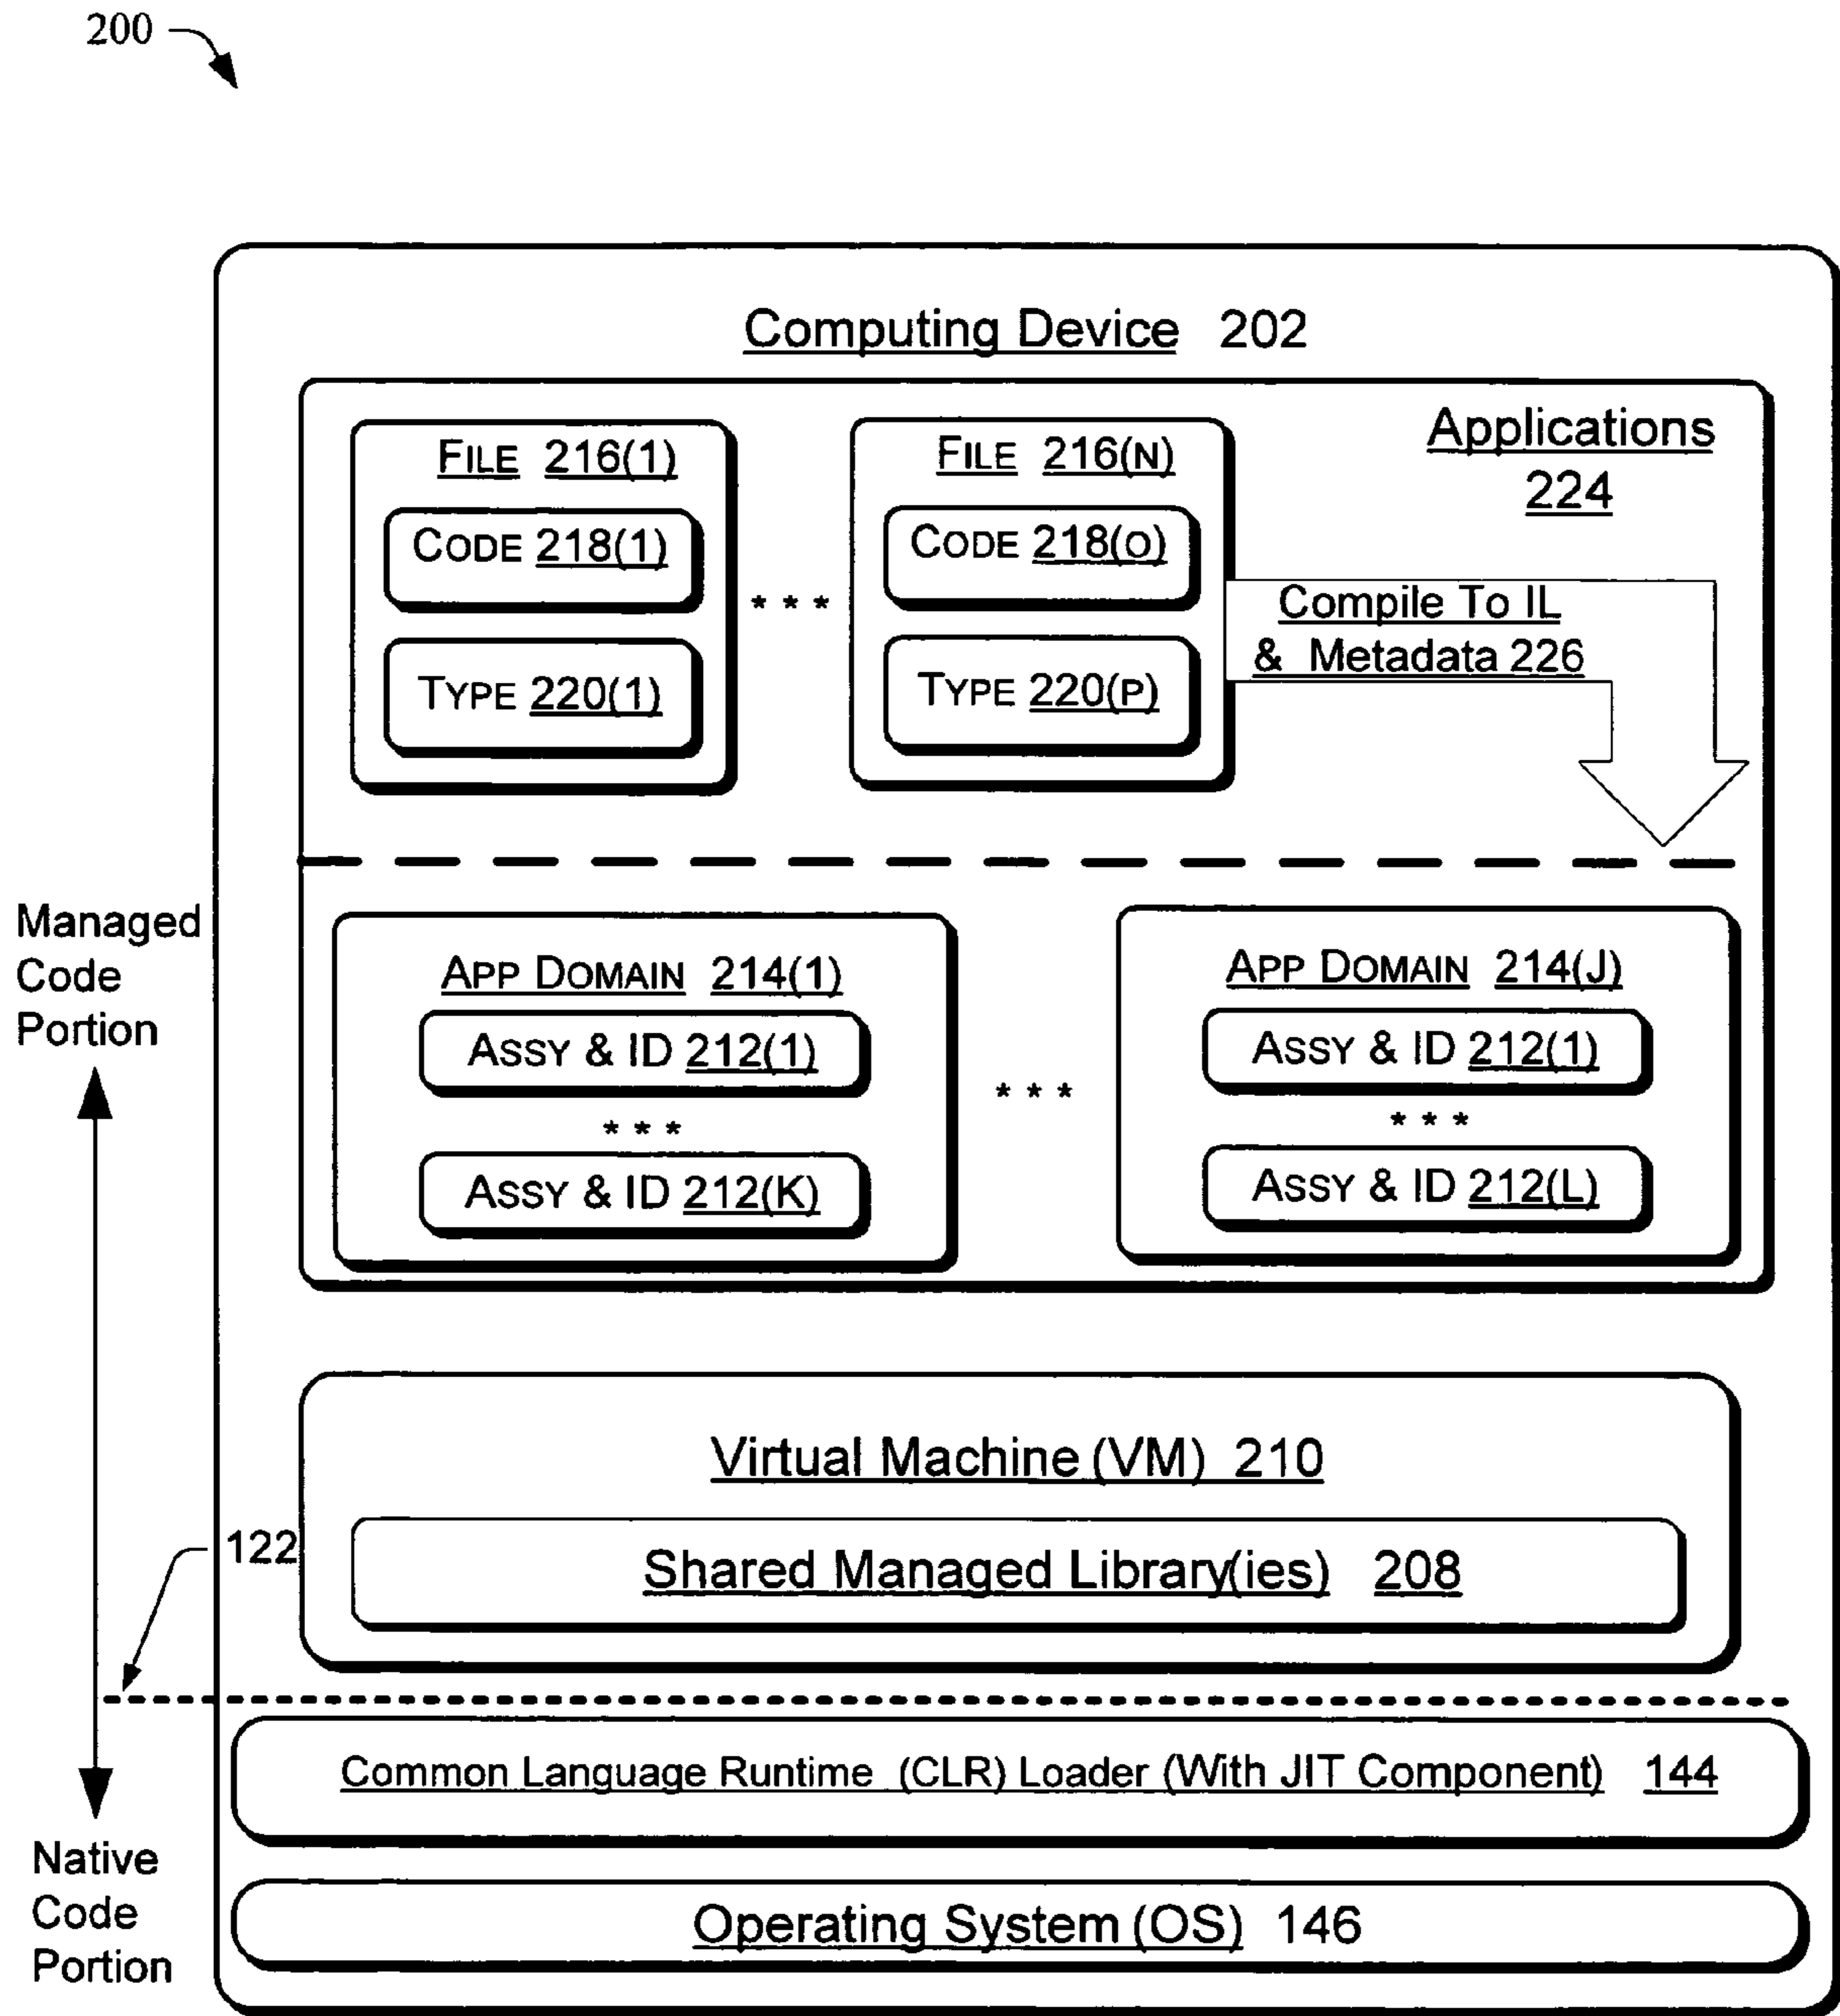 200
Computing Device 202
Applications
224
FILE 216(1)
CODE 218(1)
TYPE 220(1)
* * *
FILE 216(N)
CODE 218(O)
TYPE 220(P)
Compile To IL
& Metadata 226
Managed
Code
Portion
APP DOMAIN 214(1)
ASSY & ID 212(1)
* * *
ASSY & ID 212(K)
* * *
APP DOMAIN 214(J)
ASSY & ID 212(1)
* * *
ASSY & ID 212(L)
Virtual Machine (VM) 210
Shared Managed Library(ies) 208
122
Common Language Runtime (CLR) Loader (With JIT Component) 144
Native
Code
Portion
Operating System (OS) 146